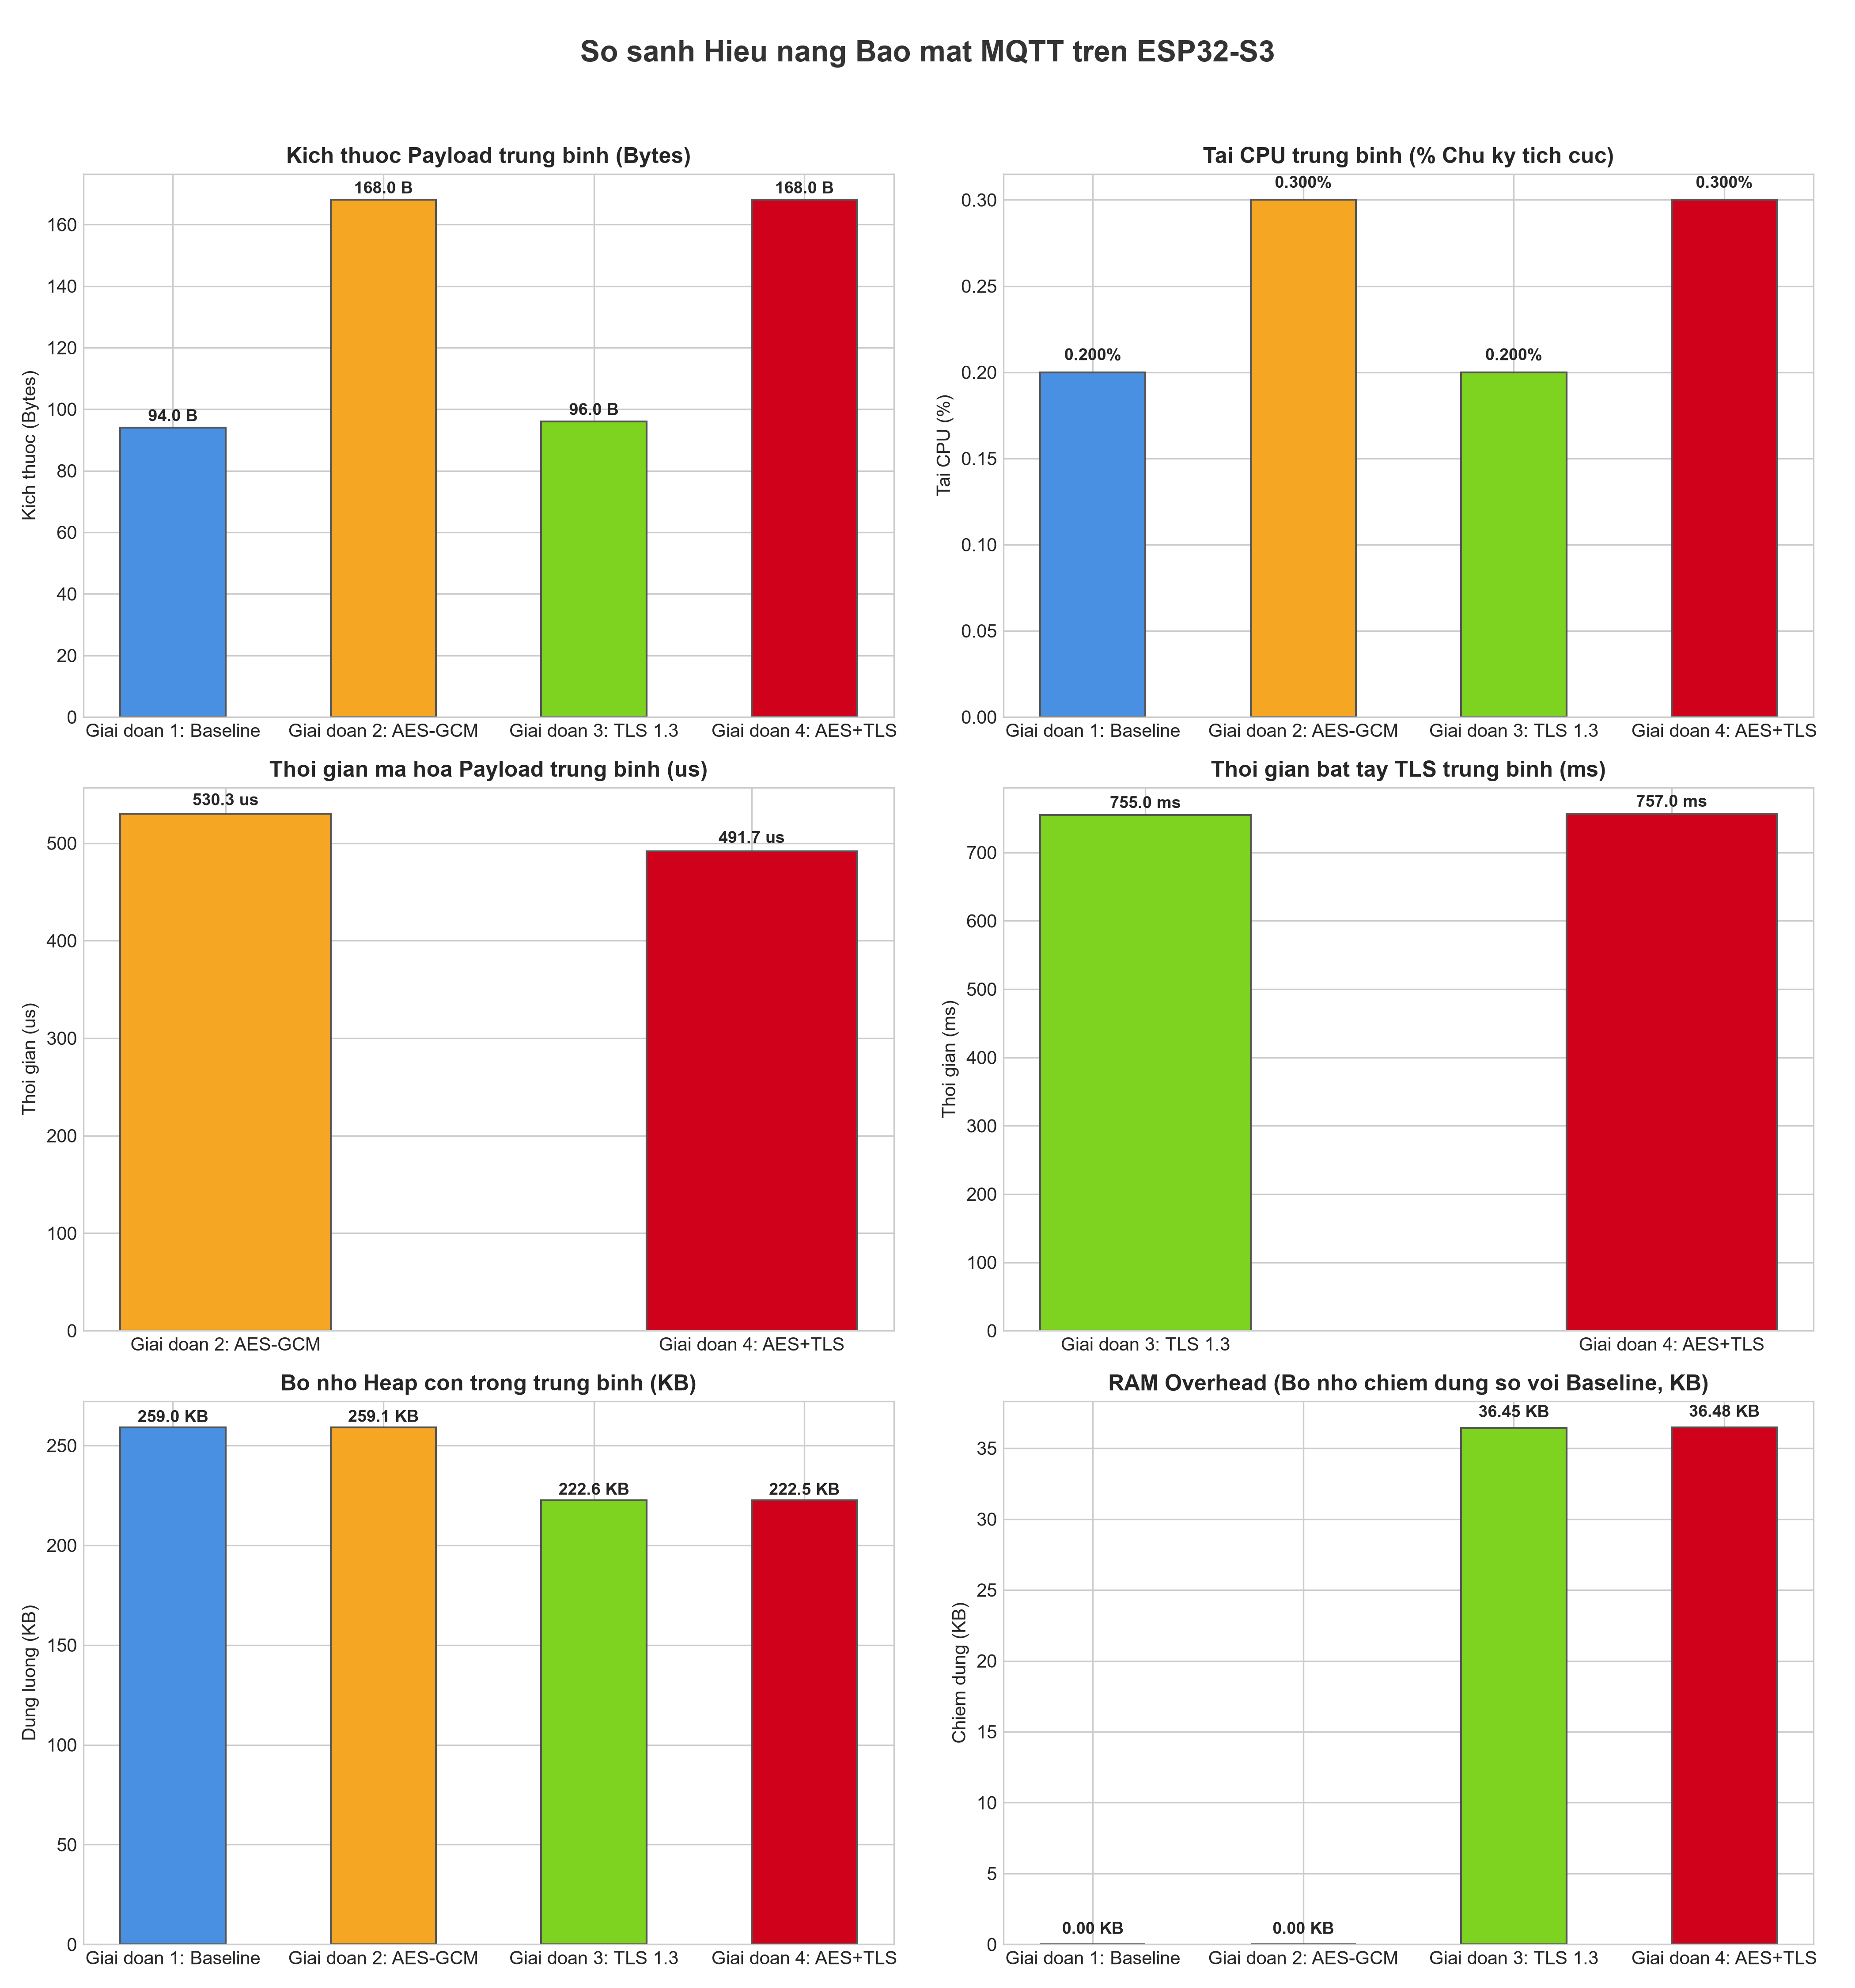 So sanh Hieu nang Bao mat MQTT tren ESP32-S3
Kich thuoc Payload trung binh (Bytes)
Kich thuoc (Bytes)
160
140
120
100
80
60
40
20
0
94.0 B
168.0 B
96.0 B
168.0 B
Giai doan 1: Baseline
Giai doan 2: AES-GCM
Giai doan 3: TLS 1.3
Giai doan 4: AES+TLS
Tai CPU trung binh (% Chu ky tich cuc)
Tai CPU (%)
0.30
0.25
0.20
0.15
0.10
0.05
0.00
0.200%
0.300%
0.200%
0.300%
Giai doan 1: Baseline
Giai doan 2: AES-GCM
Giai doan 3: TLS 1.3
Giai doan 4: AES+TLS
Thoi gian ma hoa Payload trung binh (us)
Thoi gian (us)
500
400
300
200
100
0
530.3 us
491.7 us
Giai doan 2: AES-GCM
Giai doan 4: AES+TLS
Thoi gian bat tay TLS trung binh (ms)
Thoi gian (ms)
700
600
500
400
300
200
100
0
755.0 ms
757.0 ms
Giai doan 3: TLS 1.3
Giai doan 4: AES+TLS
Bo nho Heap con trong trung binh (KB)
Dung luong (KB)
250
200
150
100
50
0
259.0 KB
259.1 KB
222.6 KB
222.5 KB
Giai doan 1: Baseline
Giai doan 2: AES-GCM
Giai doan 3: TLS 1.3
Giai doan 4: AES+TLS
RAM Overhead (Bo nho chiem dung so voi Baseline, KB)
Chiem dung (KB)
35
30
25
20
15
10
5
0
0.00 KB
0.00 KB
36.45 KB
36.48 KB
Giai doan 1: Baseline
Giai doan 2: AES-GCM
Giai doan 3: TLS 1.3
Giai doan 4: AES+TLS